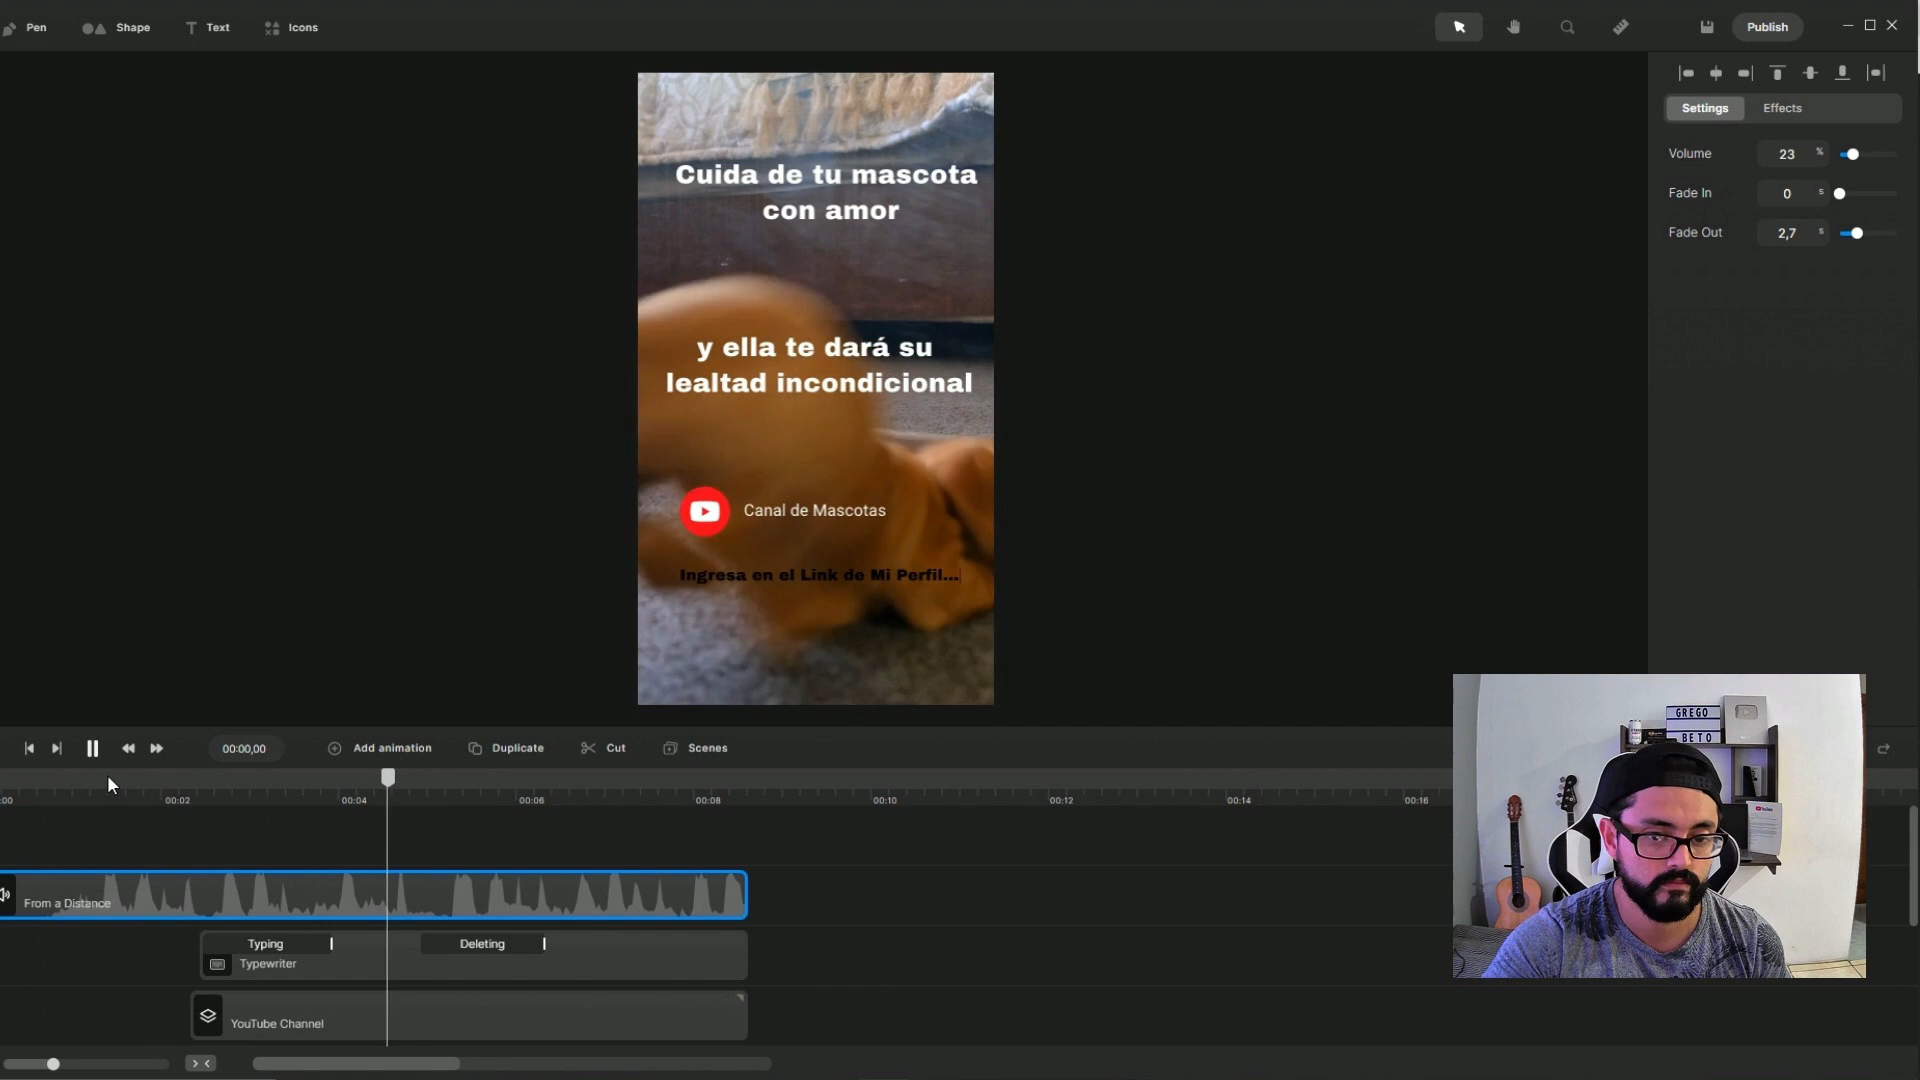 Pen
Shape
Text
Icons
Publish
Settings
Effects
Volume
23 %
Fade In
0 s
Fade Out
2,7 s
Cuida de tu mascota
con amor
y ella te dará su
lealtad incondicional
Canal de Mascotas
Ingresa en el Link de Mi Perfil...
00:00,00
Add animation
Duplicate
Cut
Scenes
:00
00:02
00:04
00:06
00:08
00:10
00:12
00:14
00:16
From a Distance
Typing
Deleting
Typewriter
YouTube Channel
GREGO
BETO
YouTube